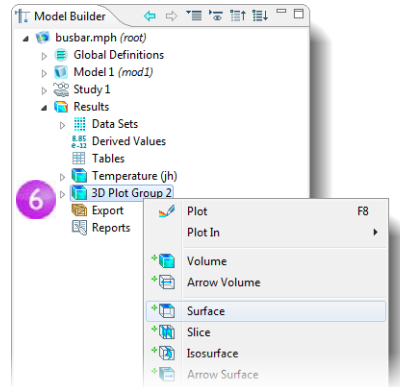 Model Builder
busbar.mph (root)
Global Definitions
Model 1 (mod1)
Study 1
Results
Data Sets
8.85
e-12
Derived Values
Tables
Temperature (jh)
6
3D Plot Group 2
Export
Reports
Plot F8
Plot In
Volume
Arrow Volume
Surface
Slice
Isosurface
Arrow Surface